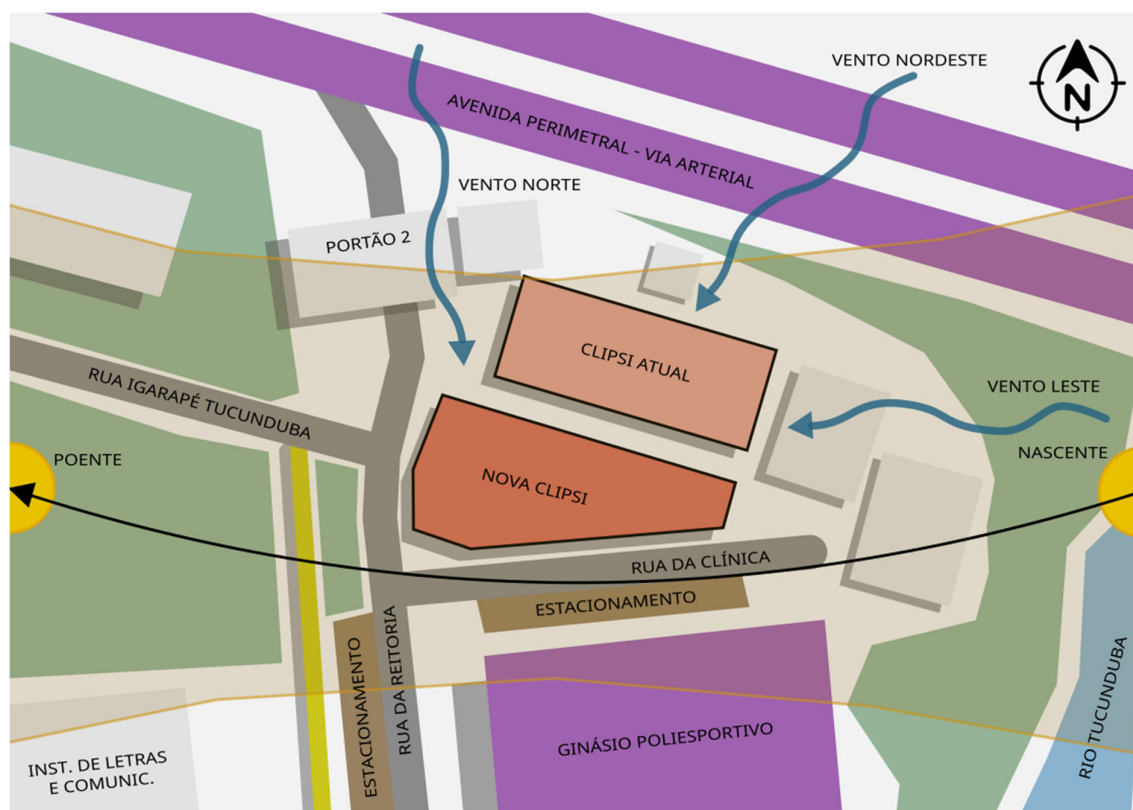 VENTO NORDESTE
N
AVENIDA PERIMETRAL - VIA ARTERIAL
VENTO NORTE
PORTÃO 2
CLIPSI ATUAL
RUA IGARAPÉ TUCUNDUBA
VENTO LESTE
NASCENTE
POENTE
NOVA CLIPSI
RUA DA CLÍNICA
ESTACIONAMENTO
ESTACIONAMENTO
RUA DA REITORIA
GINÁSIO POLIESPORTIVO
RIO TUCUNDUBA
INST. DE LETRAS
E COMUNIC.